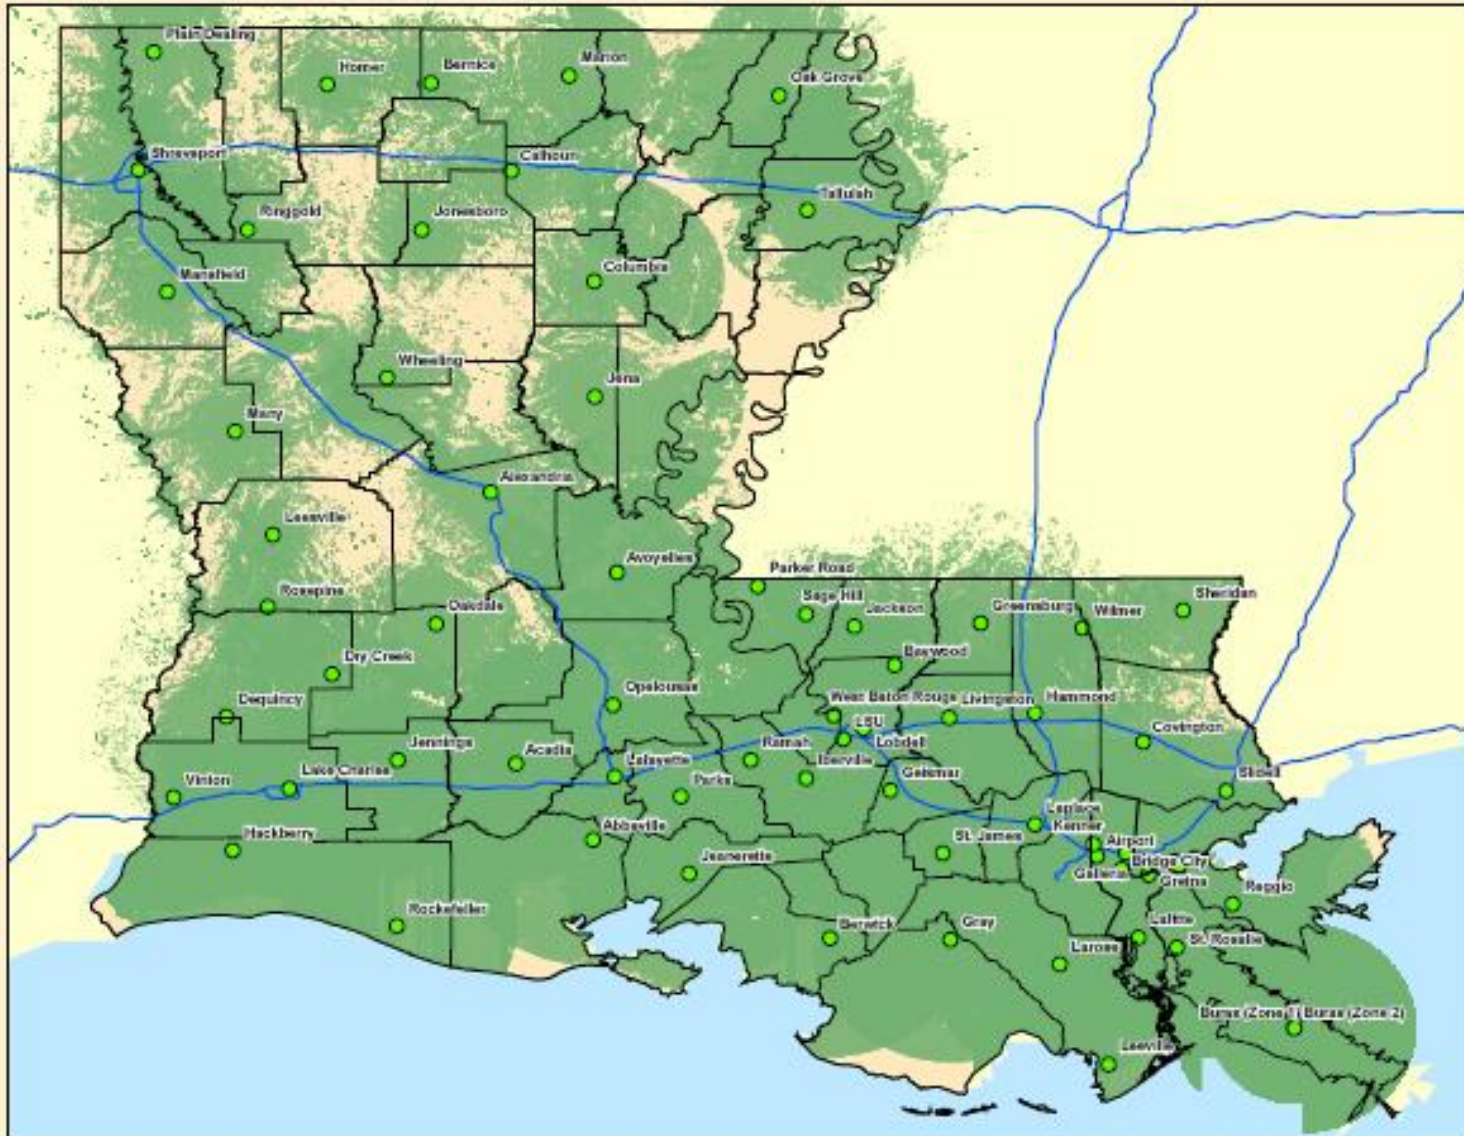 Plain Dealing
Homer
Bernice
Marion
Oak Grove
Shreveport
Calhoun
Tallulah
Ringgold
Jonesboro
Mansfield
Columbia
Wheeling
Jena
Many
Alexandria
Leesville
Avoyelles
Rosepine
Oakdale
Parker Road
Sage Hill
Jackson
Greensburg
Wilmer
Sheridan
Dry Creek
Baywood
Dequincy
Opelousas
West Baton Rouge
Livingston
Hammond
LSU
Lobdell
Covington
Jennings
Acadia
Lafayette
Ramah
Iberville
Geismar
Slidell
Vinton
Lake Charles
Parks
Hackberry
Abbeville
St. James
Laplace
Kenner
Airport
Bridge City
Galleria
Gretna
Jeanerette
Reggio
Rockefeller
Berwick
Gray
Larose
Lafitte
St. Rosalie
Buras (Zone 1)
Buras (Zone 2)
Leeville